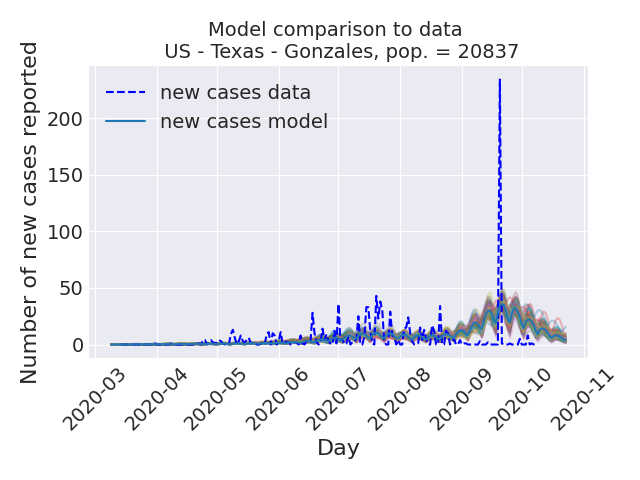 Model comparison to data
US - Texas - Gonzales, pop. = 20837
new cases data
new cases model
Number of new cases reported
200
150
100
50
0
2020-03
2020-04
2020-05
2020-06
2020-07
2020-08
2020-09
2020-10
2020-11
Day